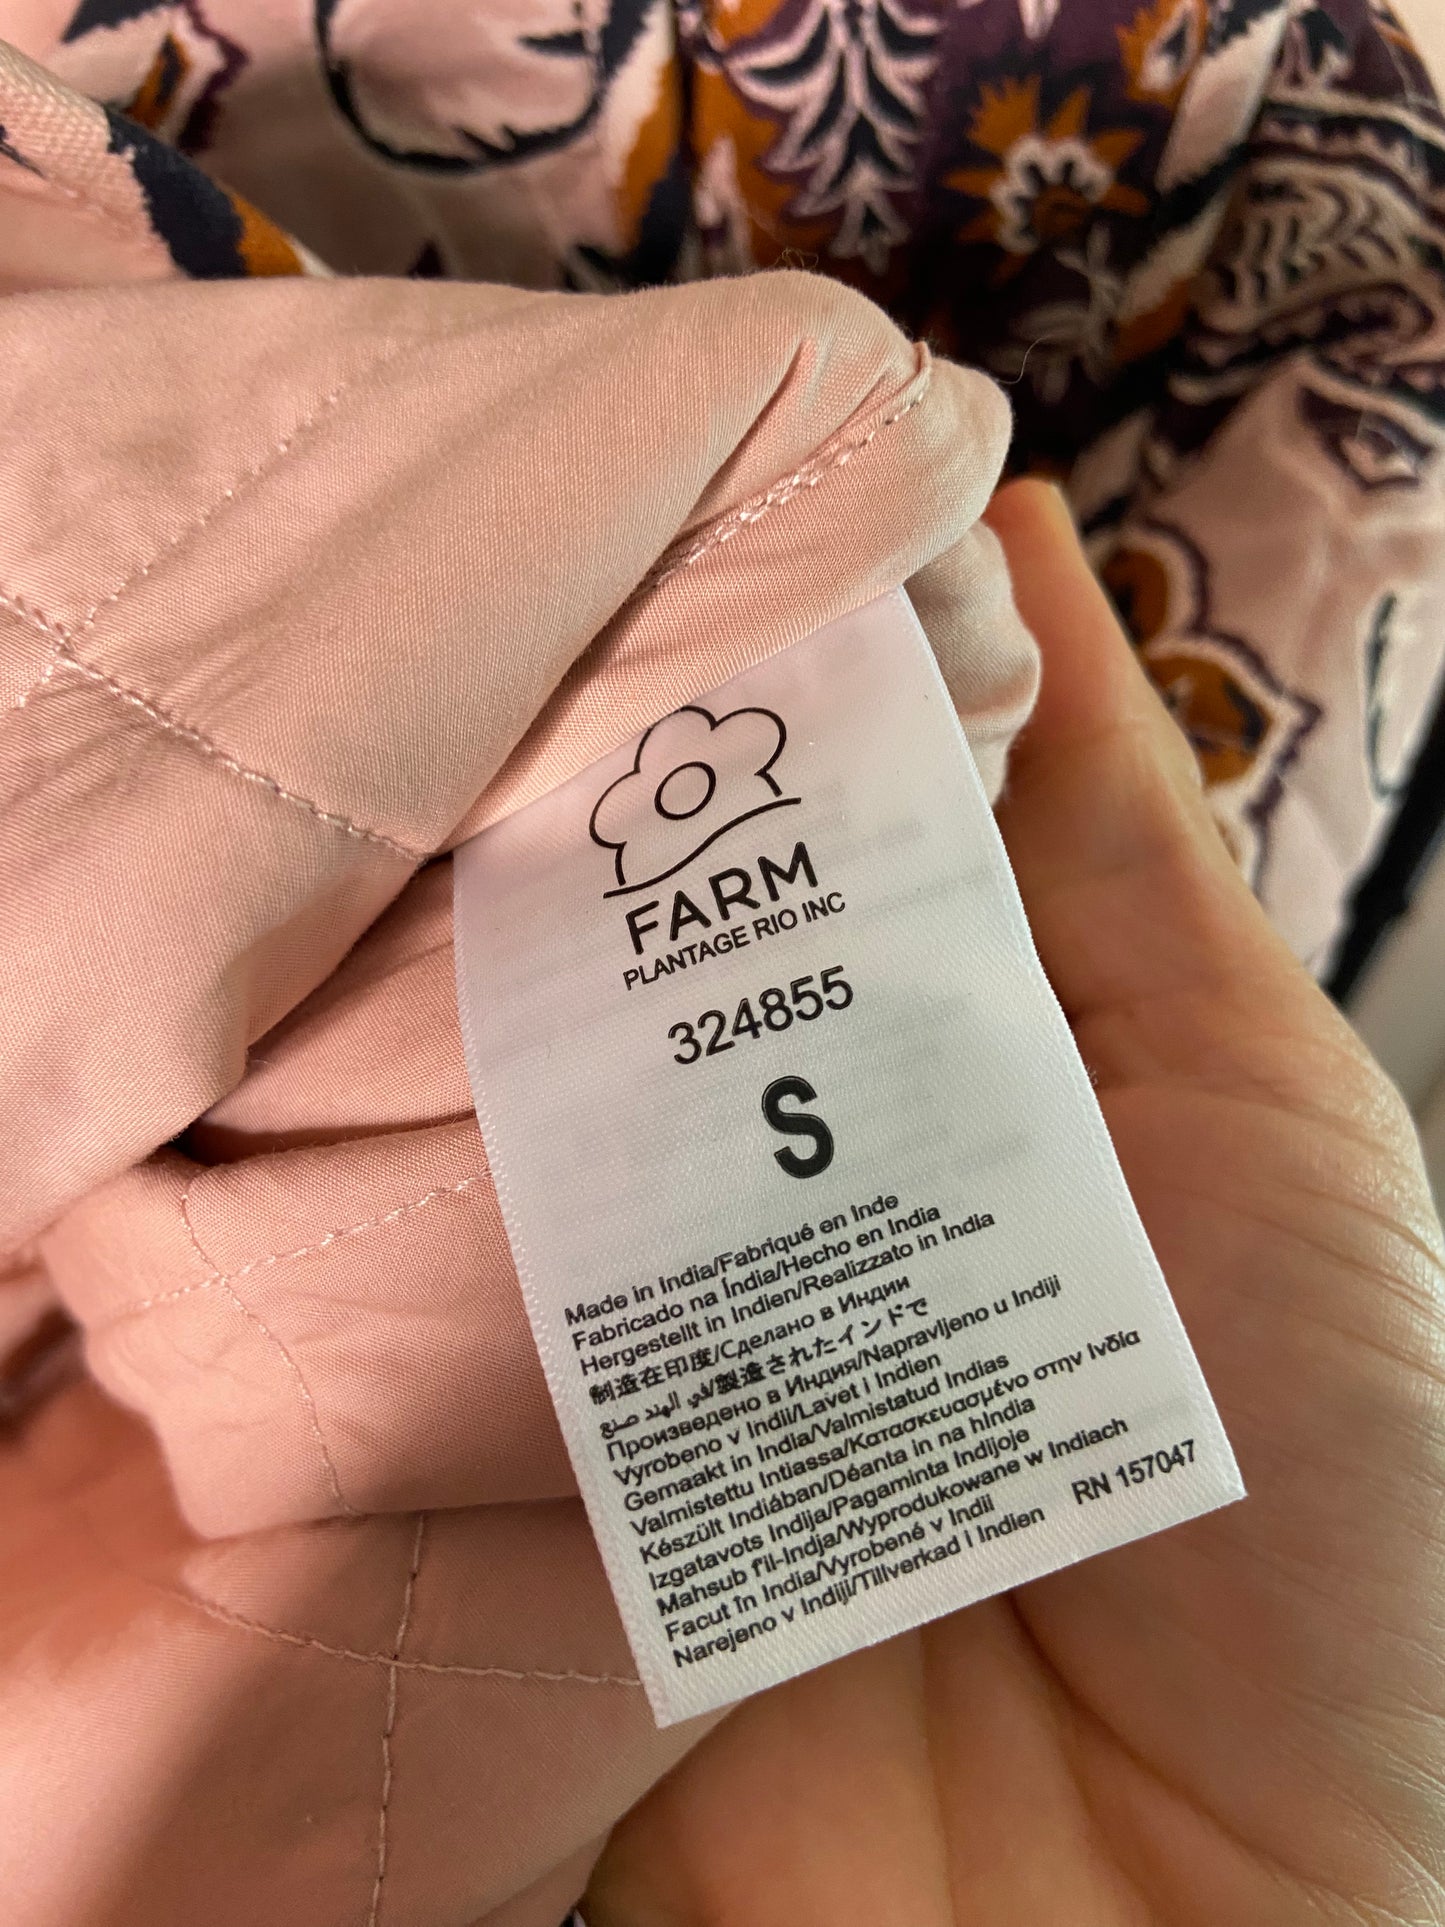 FARM
PLANTAGE RIO INC
324855
S
Made in India/Fabriqué en Inde
Fabricado na Índia/Hecho en India
Hergestellt in Indien/Realizzato in India
制造在印度/Сделано в Индии
في الهند صنع/製造されたインドで
Произведено в Индия/Napravljeno u Indiji
Vyrobeno v Indii/Lavet i Indien
Gemaakt in India/Valmistatud Indias
Valmistettu Intiassa/Κατασκευασμένο στην Ινδία
Készült Indiában/Déanta in na hIndia
Izgatavots Indija/Pagaminta Indijoje
Mahsub f'il-Indja/Wyprodukowane w Indiach
Facut în India/Vyrobené v Indii
Narejeno v Indiji/Tillverkad i Indien
RN 157047